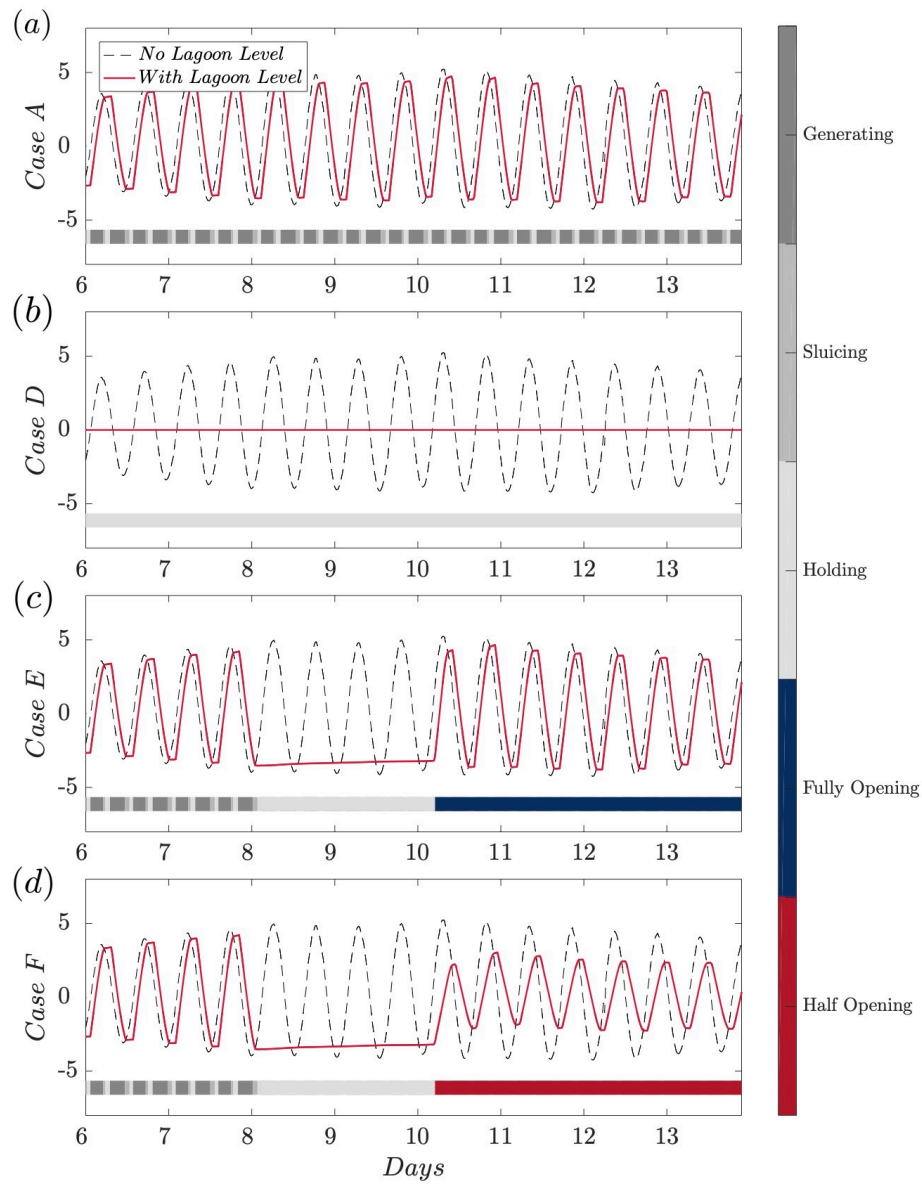 (a)
No Lagoon Level
With Lagoon Level
Case A
5
0
-5
6 7 8 9 10 11 12 13
(b)
Case D
5
0
-5
6 7 8 9 10 11 12 13
(c)
Case E
5
0
-5
6 7 8 9 10 11 12 13
(d)
Case F
5
0
-5
6 7 8 9 10 11 12 13
Days
Generating
Sluicing
Holding
Fully Opening
Half Opening